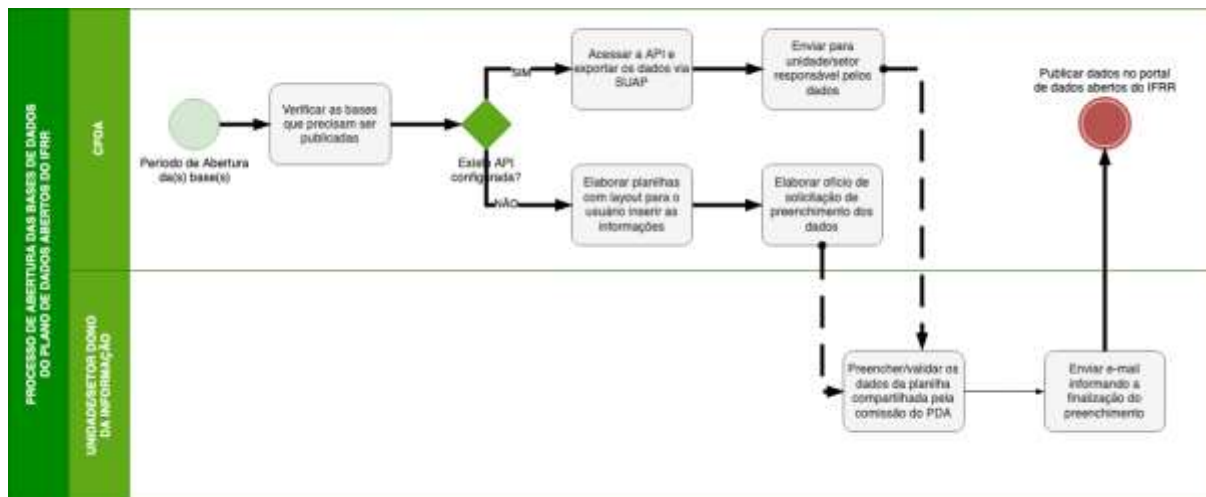 PROCESSO DE ABERTURA DAS BASES DE DADOS
DO PLANO DE DADOS ABERTOS DO IFRR
CPDA
Período de Abertura
da(s) base(s)
Verificar as bases
que precisam ser
publicadas
Existe API
configurada?
SIM
NÃO
Acessar a API e
exportar os dados via
SUAP
Enviar para
unidade/setor
responsável pelos
dados
Elaborar planilhas
com layout para o
usuário inserir as
informações
Elaborar ofício de
solicitação de
preenchimento dos
dados
Publicar dados no portal
de dados abertos do IFRR
UNIDADE/SETOR DONO
DA INFORMAÇÃO
Preencher/validar os
dados da planilha
compartilhada pela
comissão do PDA
Enviar e-mail
informando a
finalização do
preenchimento